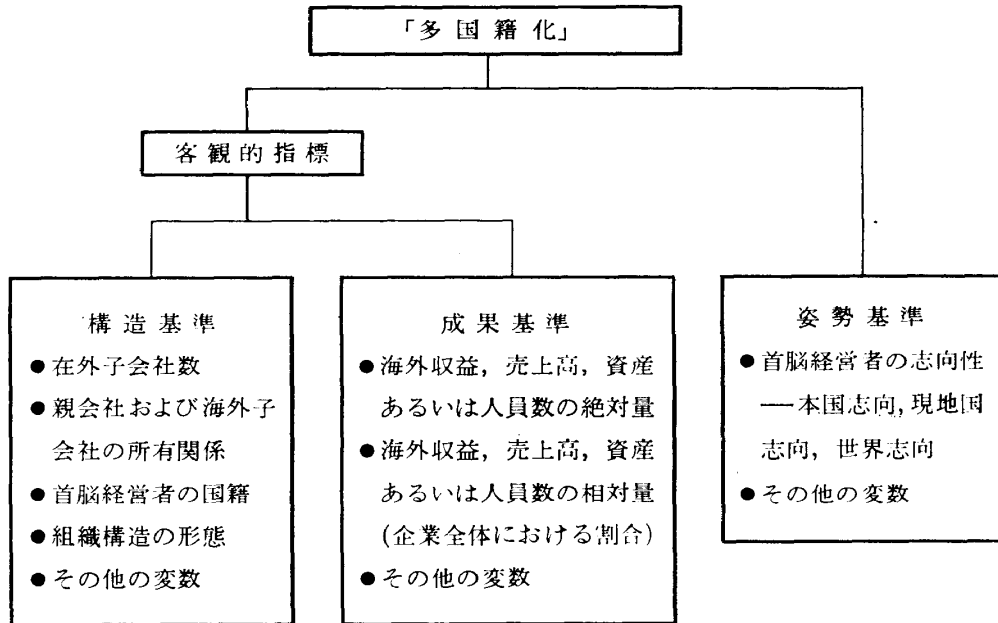 「多国籍化」
客観的指標
構造基準
●在外子会社数
●親会社および海外子
会社の所有関係
●首脳経営者の国籍
●組織構造の形態
●その他の変数
成果基準
●海外収益，売上高，資産
あるいは人員数の絶対量
●海外収益，売上高，資産
あるいは人員数の相対量
(企業全体における割合)
●その他の変数
姿勢基準
●首脳経営者の志向性
──本国志向，現地国
志向，世界志向
●その他の変数